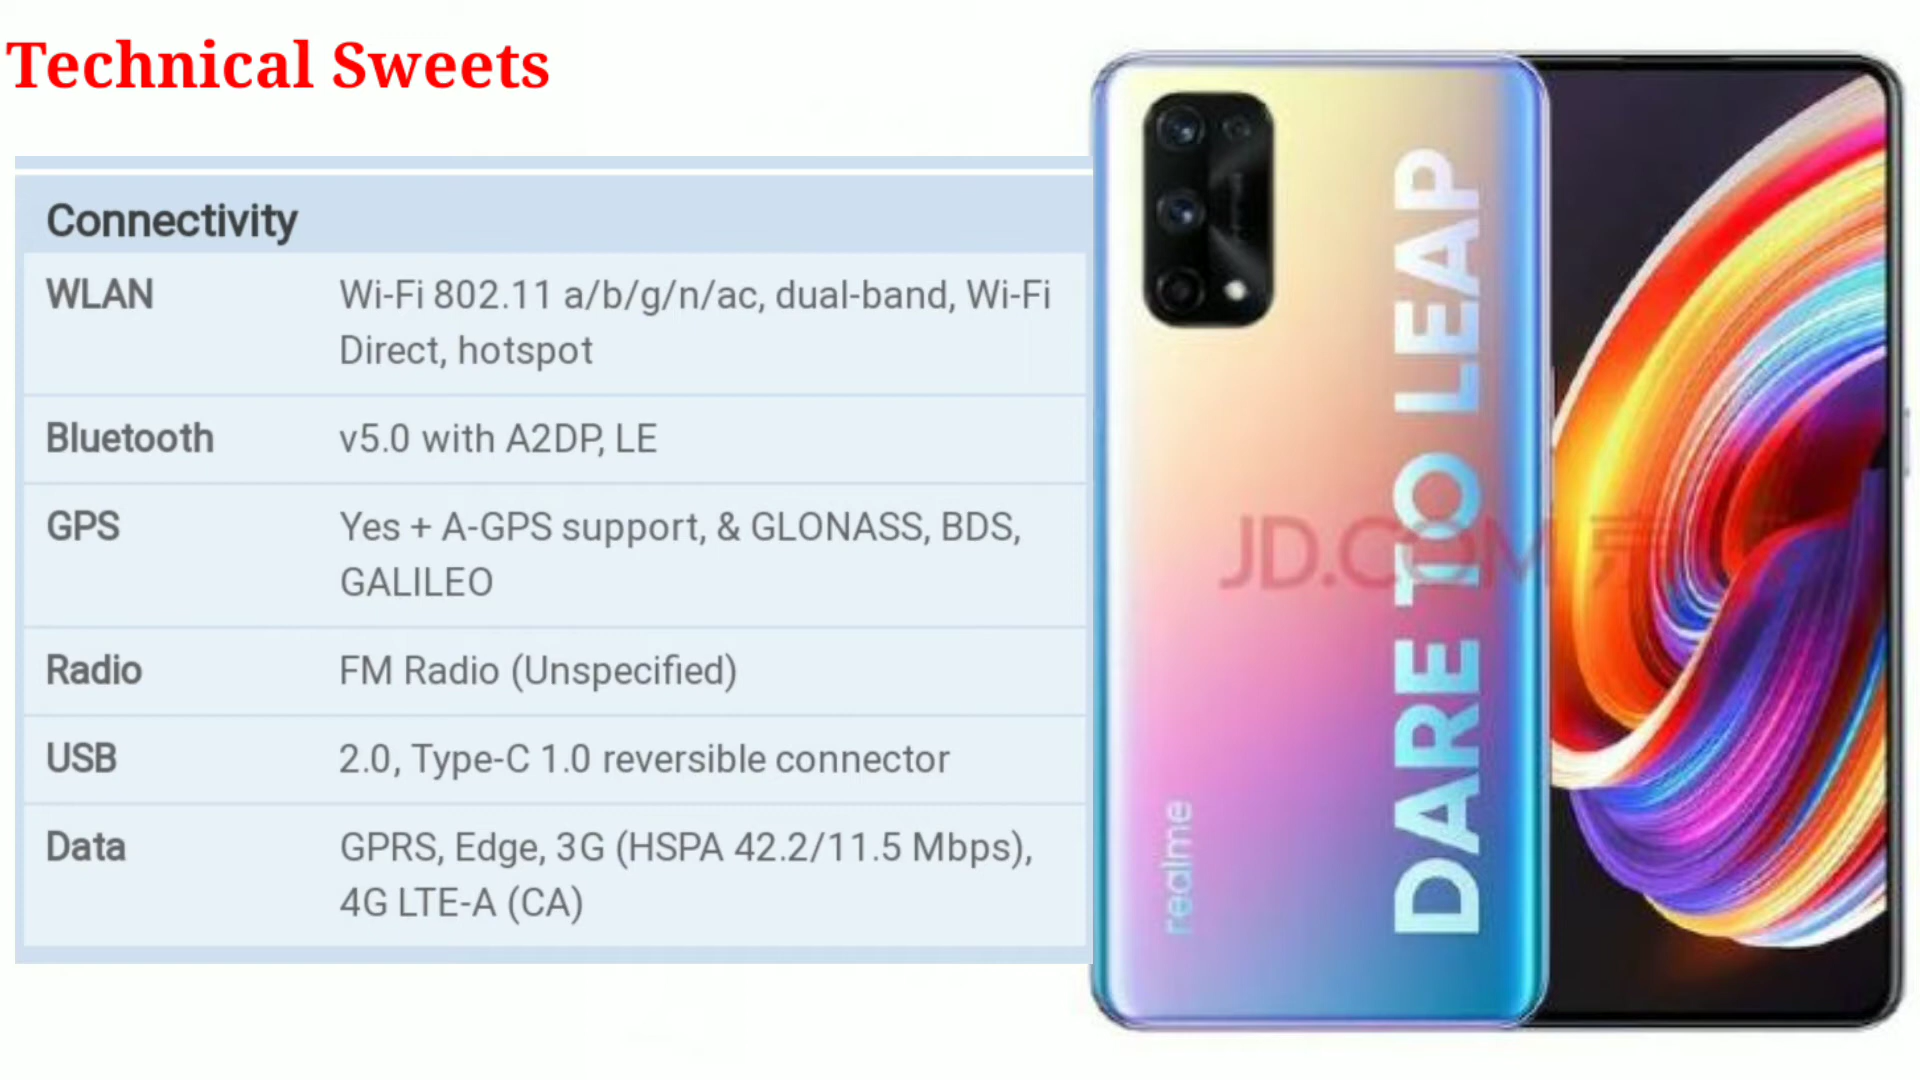 Technical Sweets
Connectivity
WLAN Wi-Fi 802.11 a/b/g/n/ac, dual-band, Wi-Fi
Direct, hotspot
Bluetooth v5.0 with A2DP, LE
GPS Yes + A-GPS support, & GLONASS, BDS,
GALILEO
Radio FM Radio (Unspecified)
USB 2.0, Type-C 1.0 reversible connector
Data GPRS, Edge, 3G (HSPA 42.2/11.5 Mbps),
4G LTE-A (CA)
realme
DARE TO LEAP
JD.COM 京